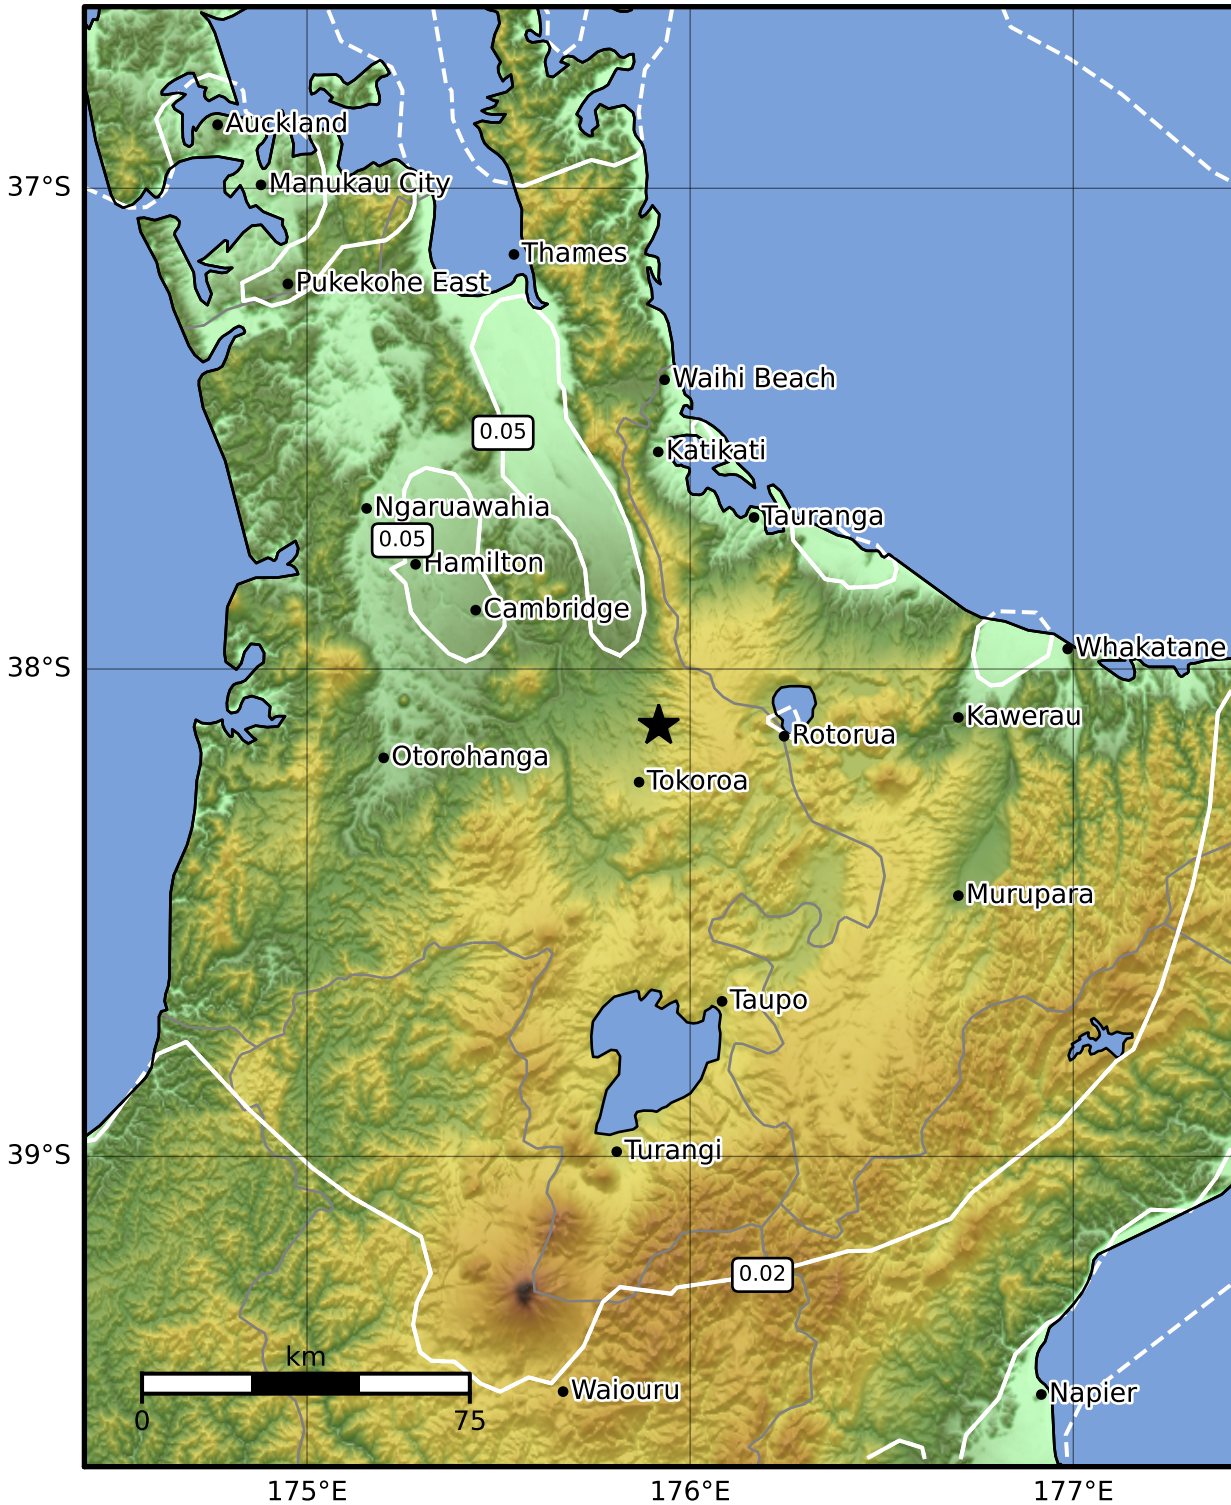 Auckland
37°S
Manukau City
Thames
Pukekohe East
Waihi Beach
0.05
Katikati
Ngaruawahia
Tauranga
0.05
Hamilton
Cambridge
38°S
Whakatane
Kawerau
Rotorua
Otorohanga
Tokoroa
Murupara
Taupo
39°S
Turangi
0.02
km
Waiouru
Napier
0 75
175°E 176°E 177°E